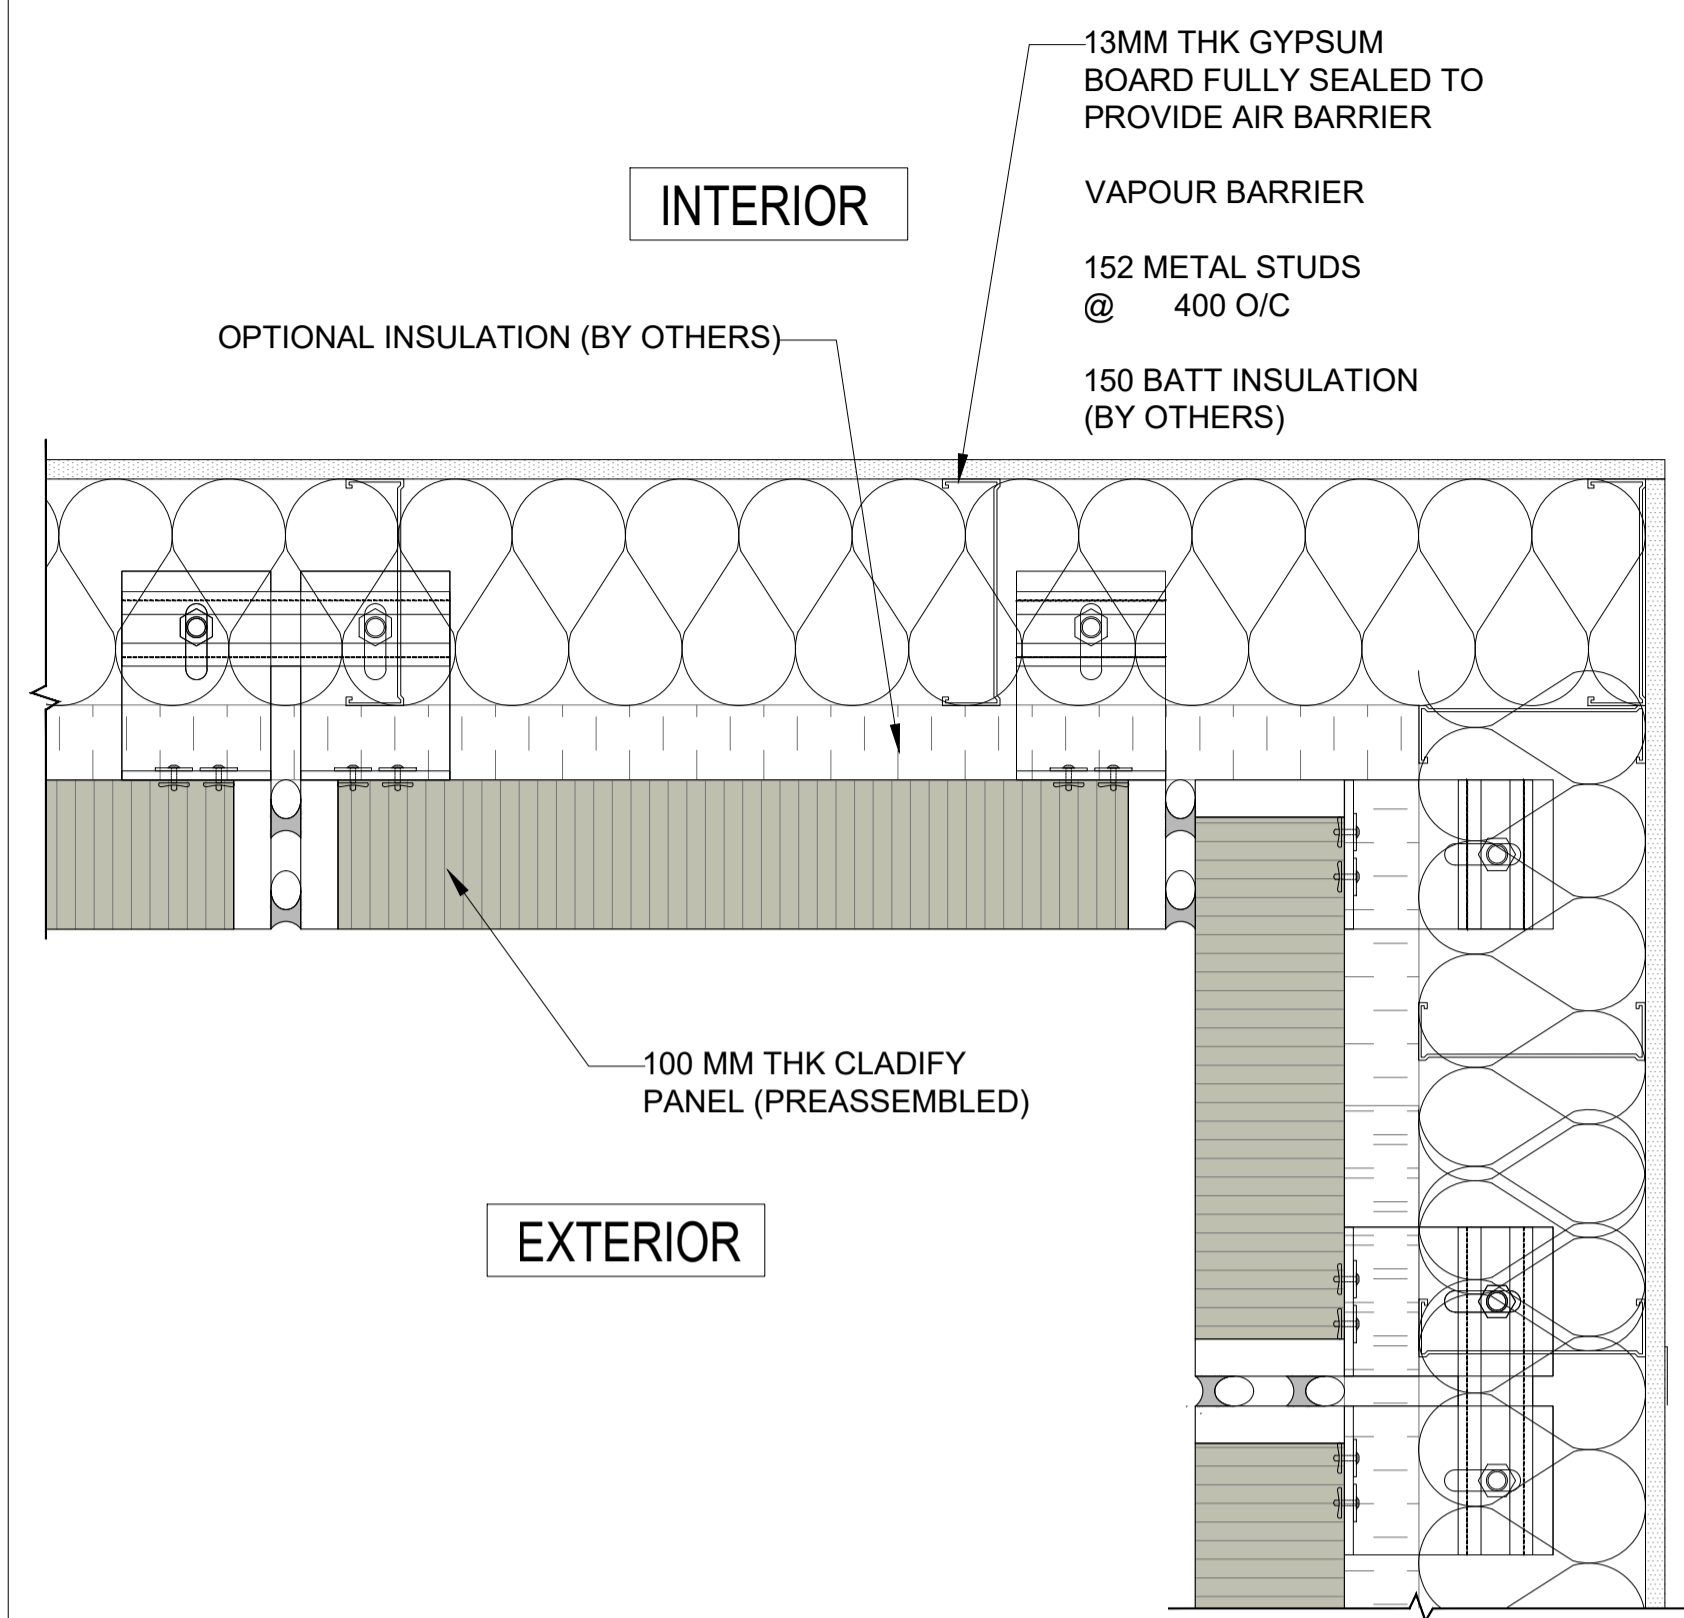 13MM THK GYPSUM
BOARD FULLY SEALED TO
PROVIDE AIR BARRIER
VAPOUR BARRIER
152 METAL STUDS
@ 400 O/C
150 BATT INSULATION
(BY OTHERS)
INTERIOR
OPTIONAL INSULATION (BY OTHERS)
100 MM THK CLADIFY
PANEL (PREASSEMBLED)
EXTERIOR